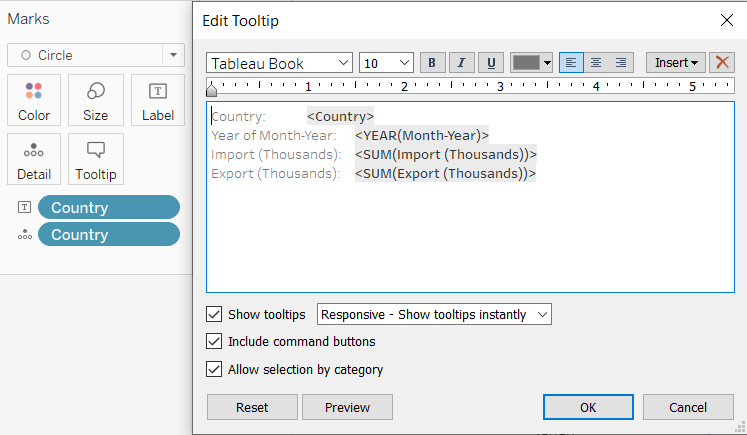 Marks
Circle
Color
Size
Label
Detail
Tooltip
Country
Country
Edit Tooltip
Tableau Book
10
B
I
U
Insert
1
2
3
4
5
Country: <Country>
Year of Month-Year: <YEAR(Month-Year)>
Import (Thousands): <SUM(Import (Thousands))>
Export (Thousands): <SUM(Export (Thousands))>
Show tooltips
Responsive - Show tooltips instantly
Include command buttons
Allow selection by category
Reset
Preview
OK
Cancel